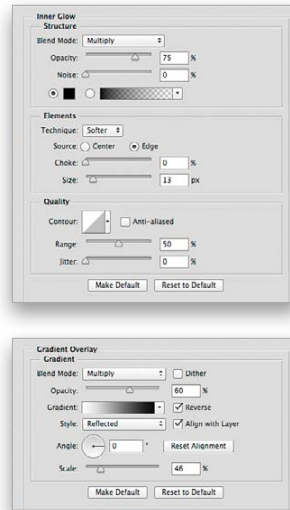 Inner Glow
Structure
Blend Mode: Multiply
Opacity: 75 %
Noise: 0 %
Elements
Technique: Softer
Source: Center Edge
Choke: 0 %
Size: 13 px
Quality
Contour: Anti-aliased
Range: 50 %
Jitter: 0 %
Make Default Reset to Default
Gradient Overlay
Gradient
Blend Mode: Multiply Dither
Opacity: 60 %
Gradient: Reverse
Style: Reflected Align with Layer
Angle: 0 ° Reset Alignment
Scale: 46 %
Make Default Reset to Default